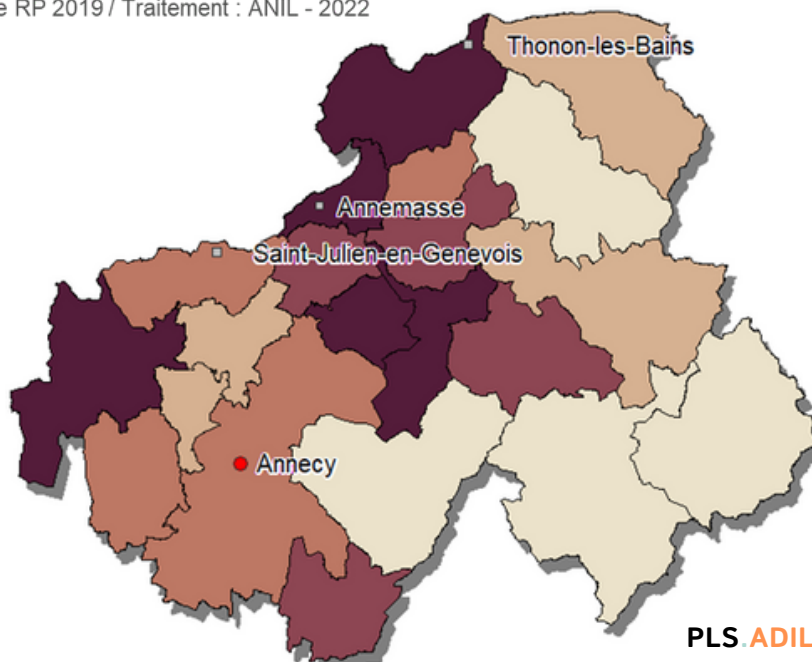 e RP 2019 / Traitement : ANIL - 2022
Thonon-les-Bains
Annemasse
Saint-Julien-en-Genevois
Annecy
PLS.ADIL